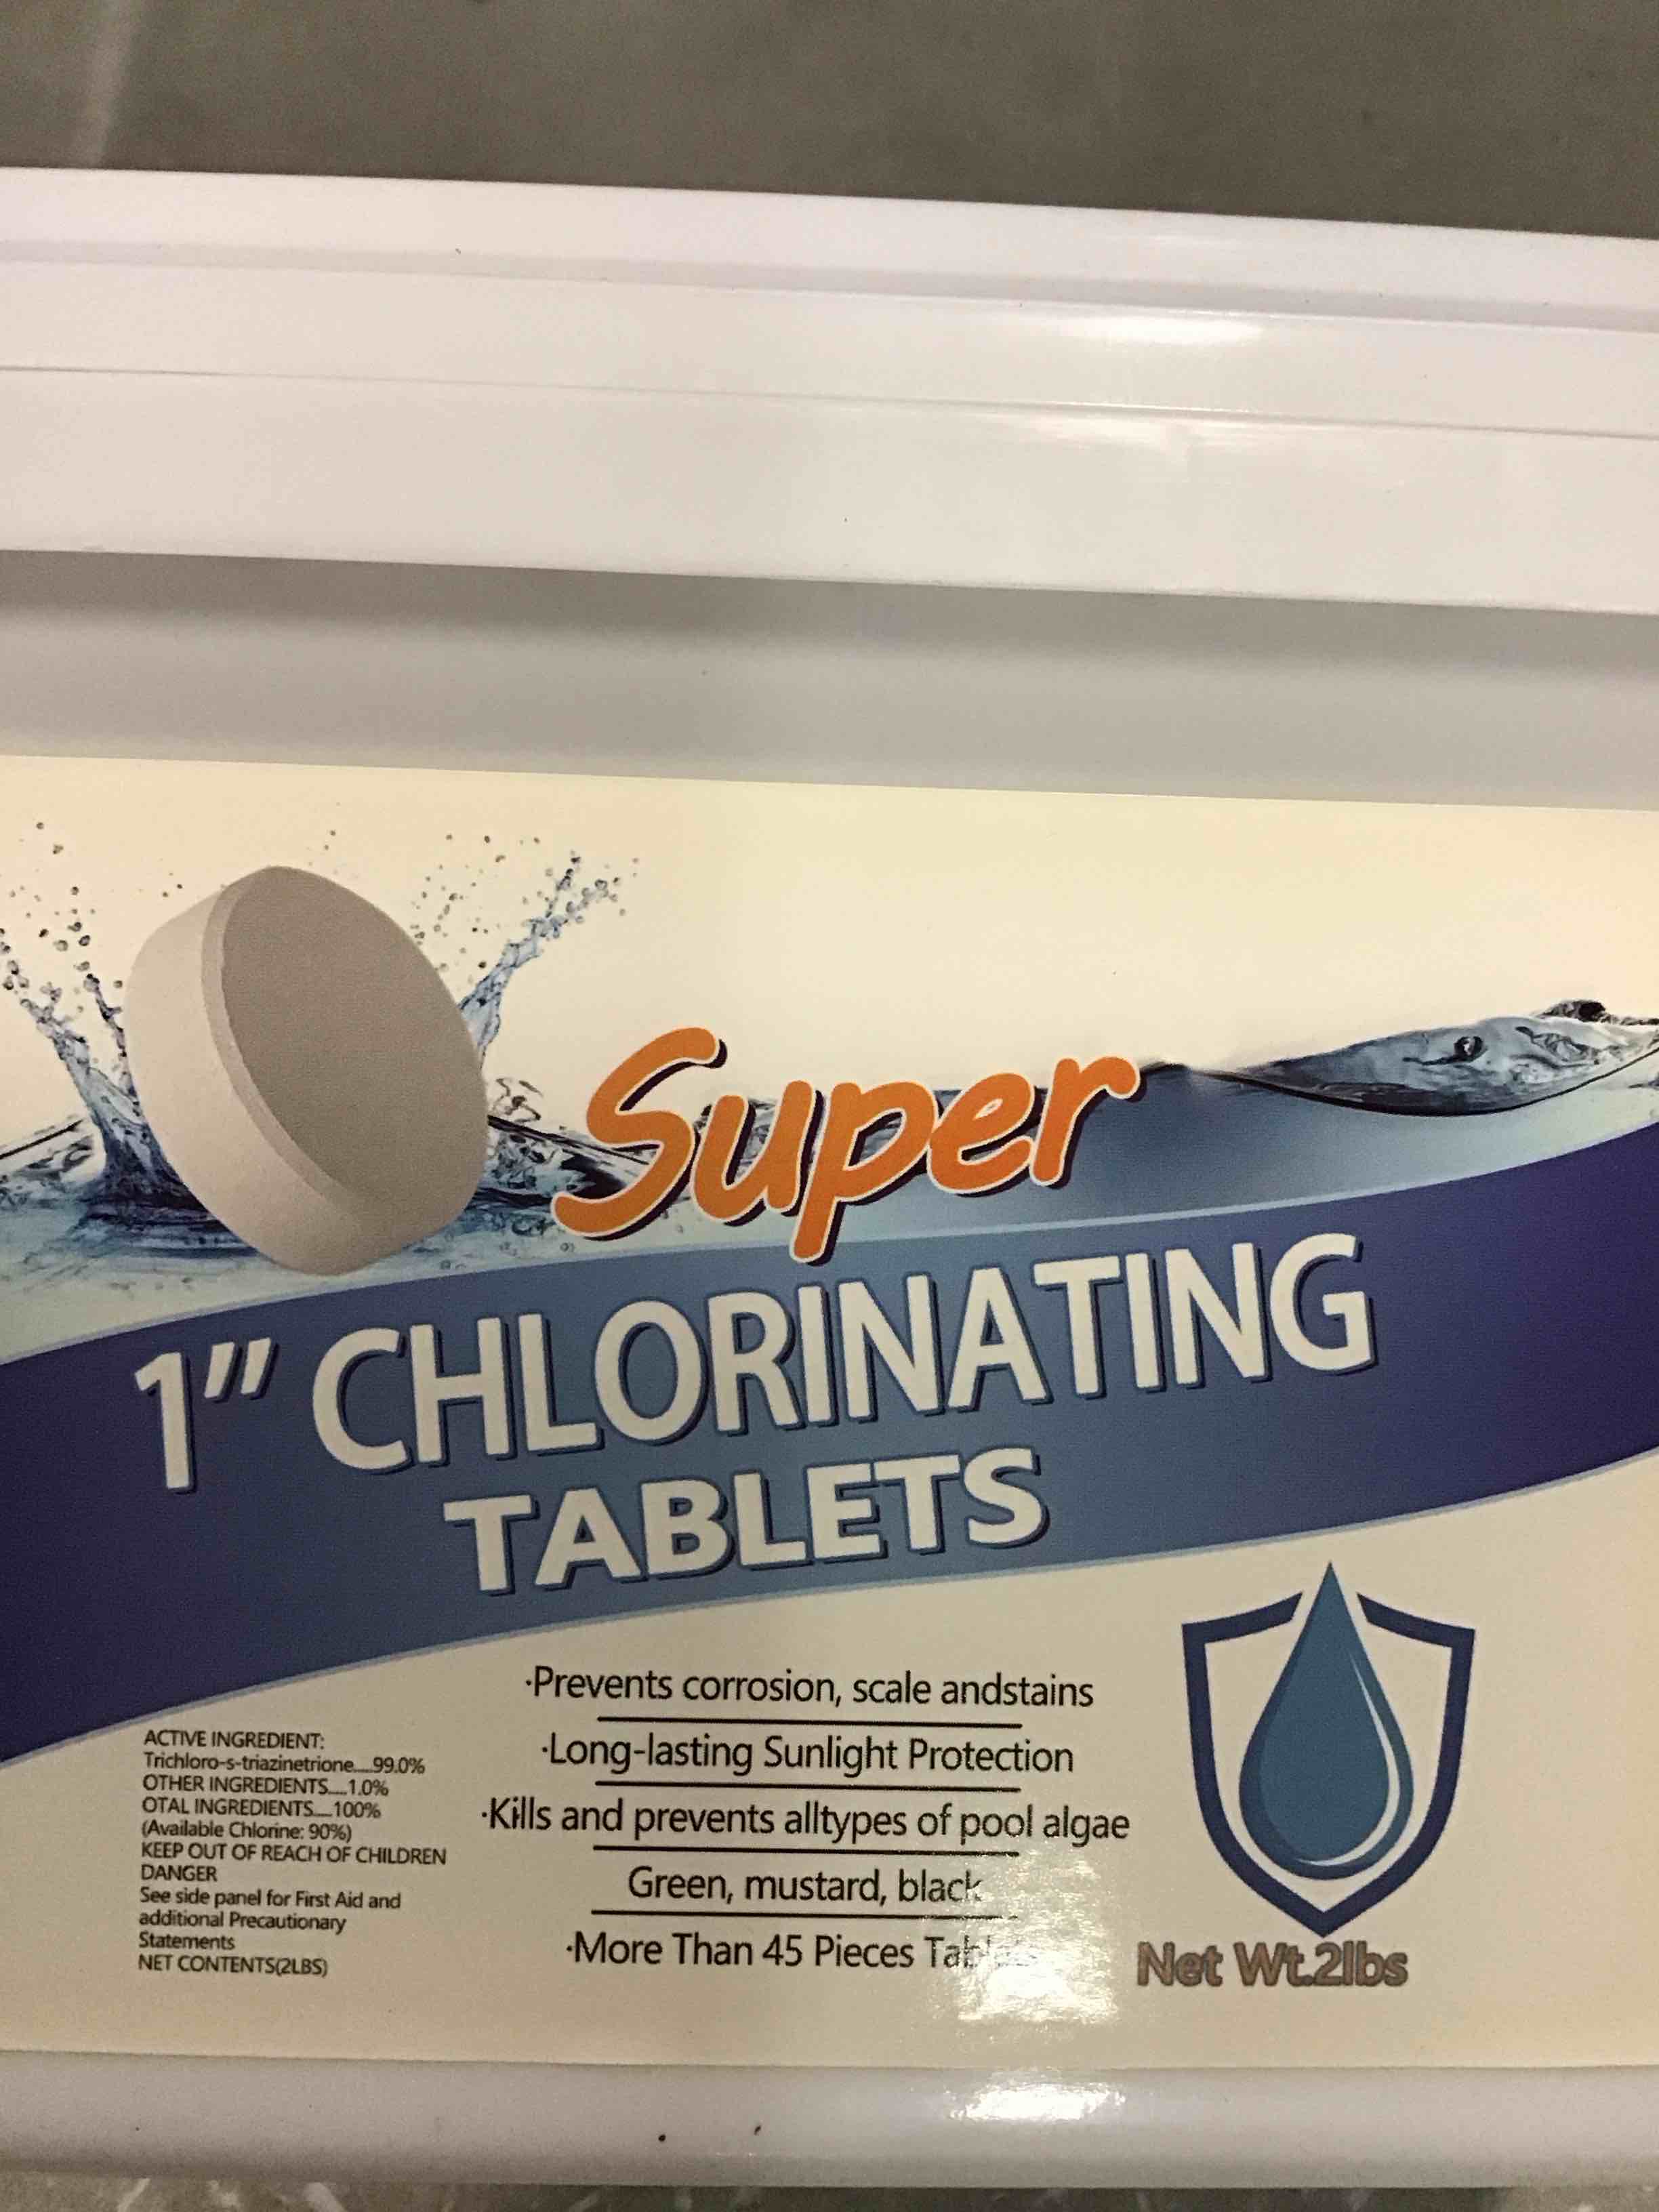 Super
1" CHLORINATING
TABLETS
·Prevents corrosion, scale andstains
·Long-lasting Sunlight Protection
·Kills and prevents alltypes of pool algae
Green, mustard, black
·More Than 45 Pieces Tablets
ACTIVE INGREDIENT:
Trichloro-s-triazinetrione....99.0%
OTHER INGREDIENTS....1.0%
OTAL INGREDIENTS....100%
(Available Chlorine: 90%)
KEEP OUT OF REACH OF CHILDREN
DANGER
See side panel for First Aid and
additional Precautionary
Statements
NET CONTENTS(2LBS)
Net Wt.2lbs